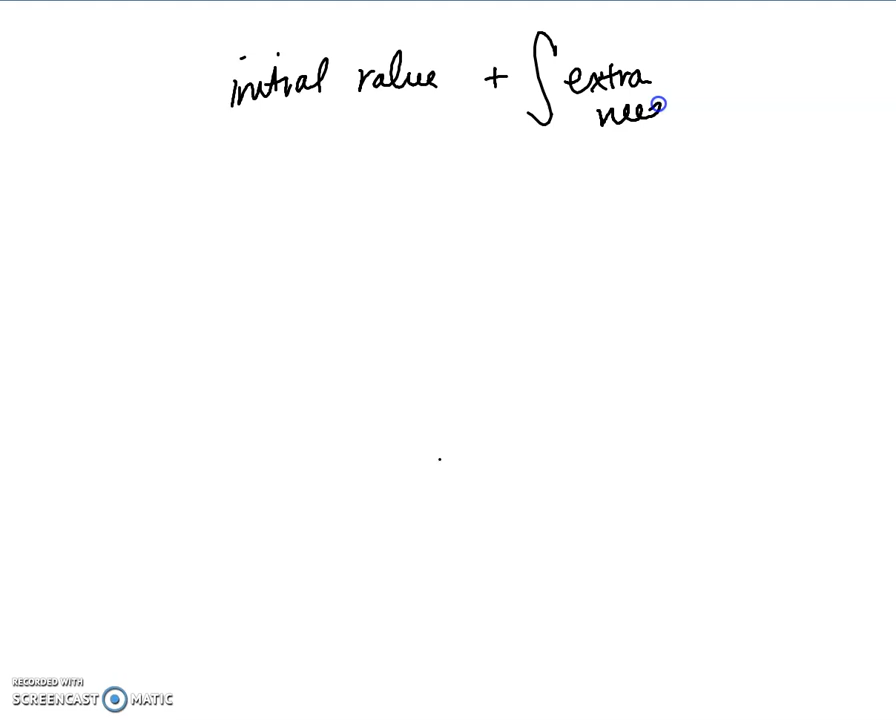 initial value + ∫ extra
RECORDED WITH
SCREENCAST MATIC